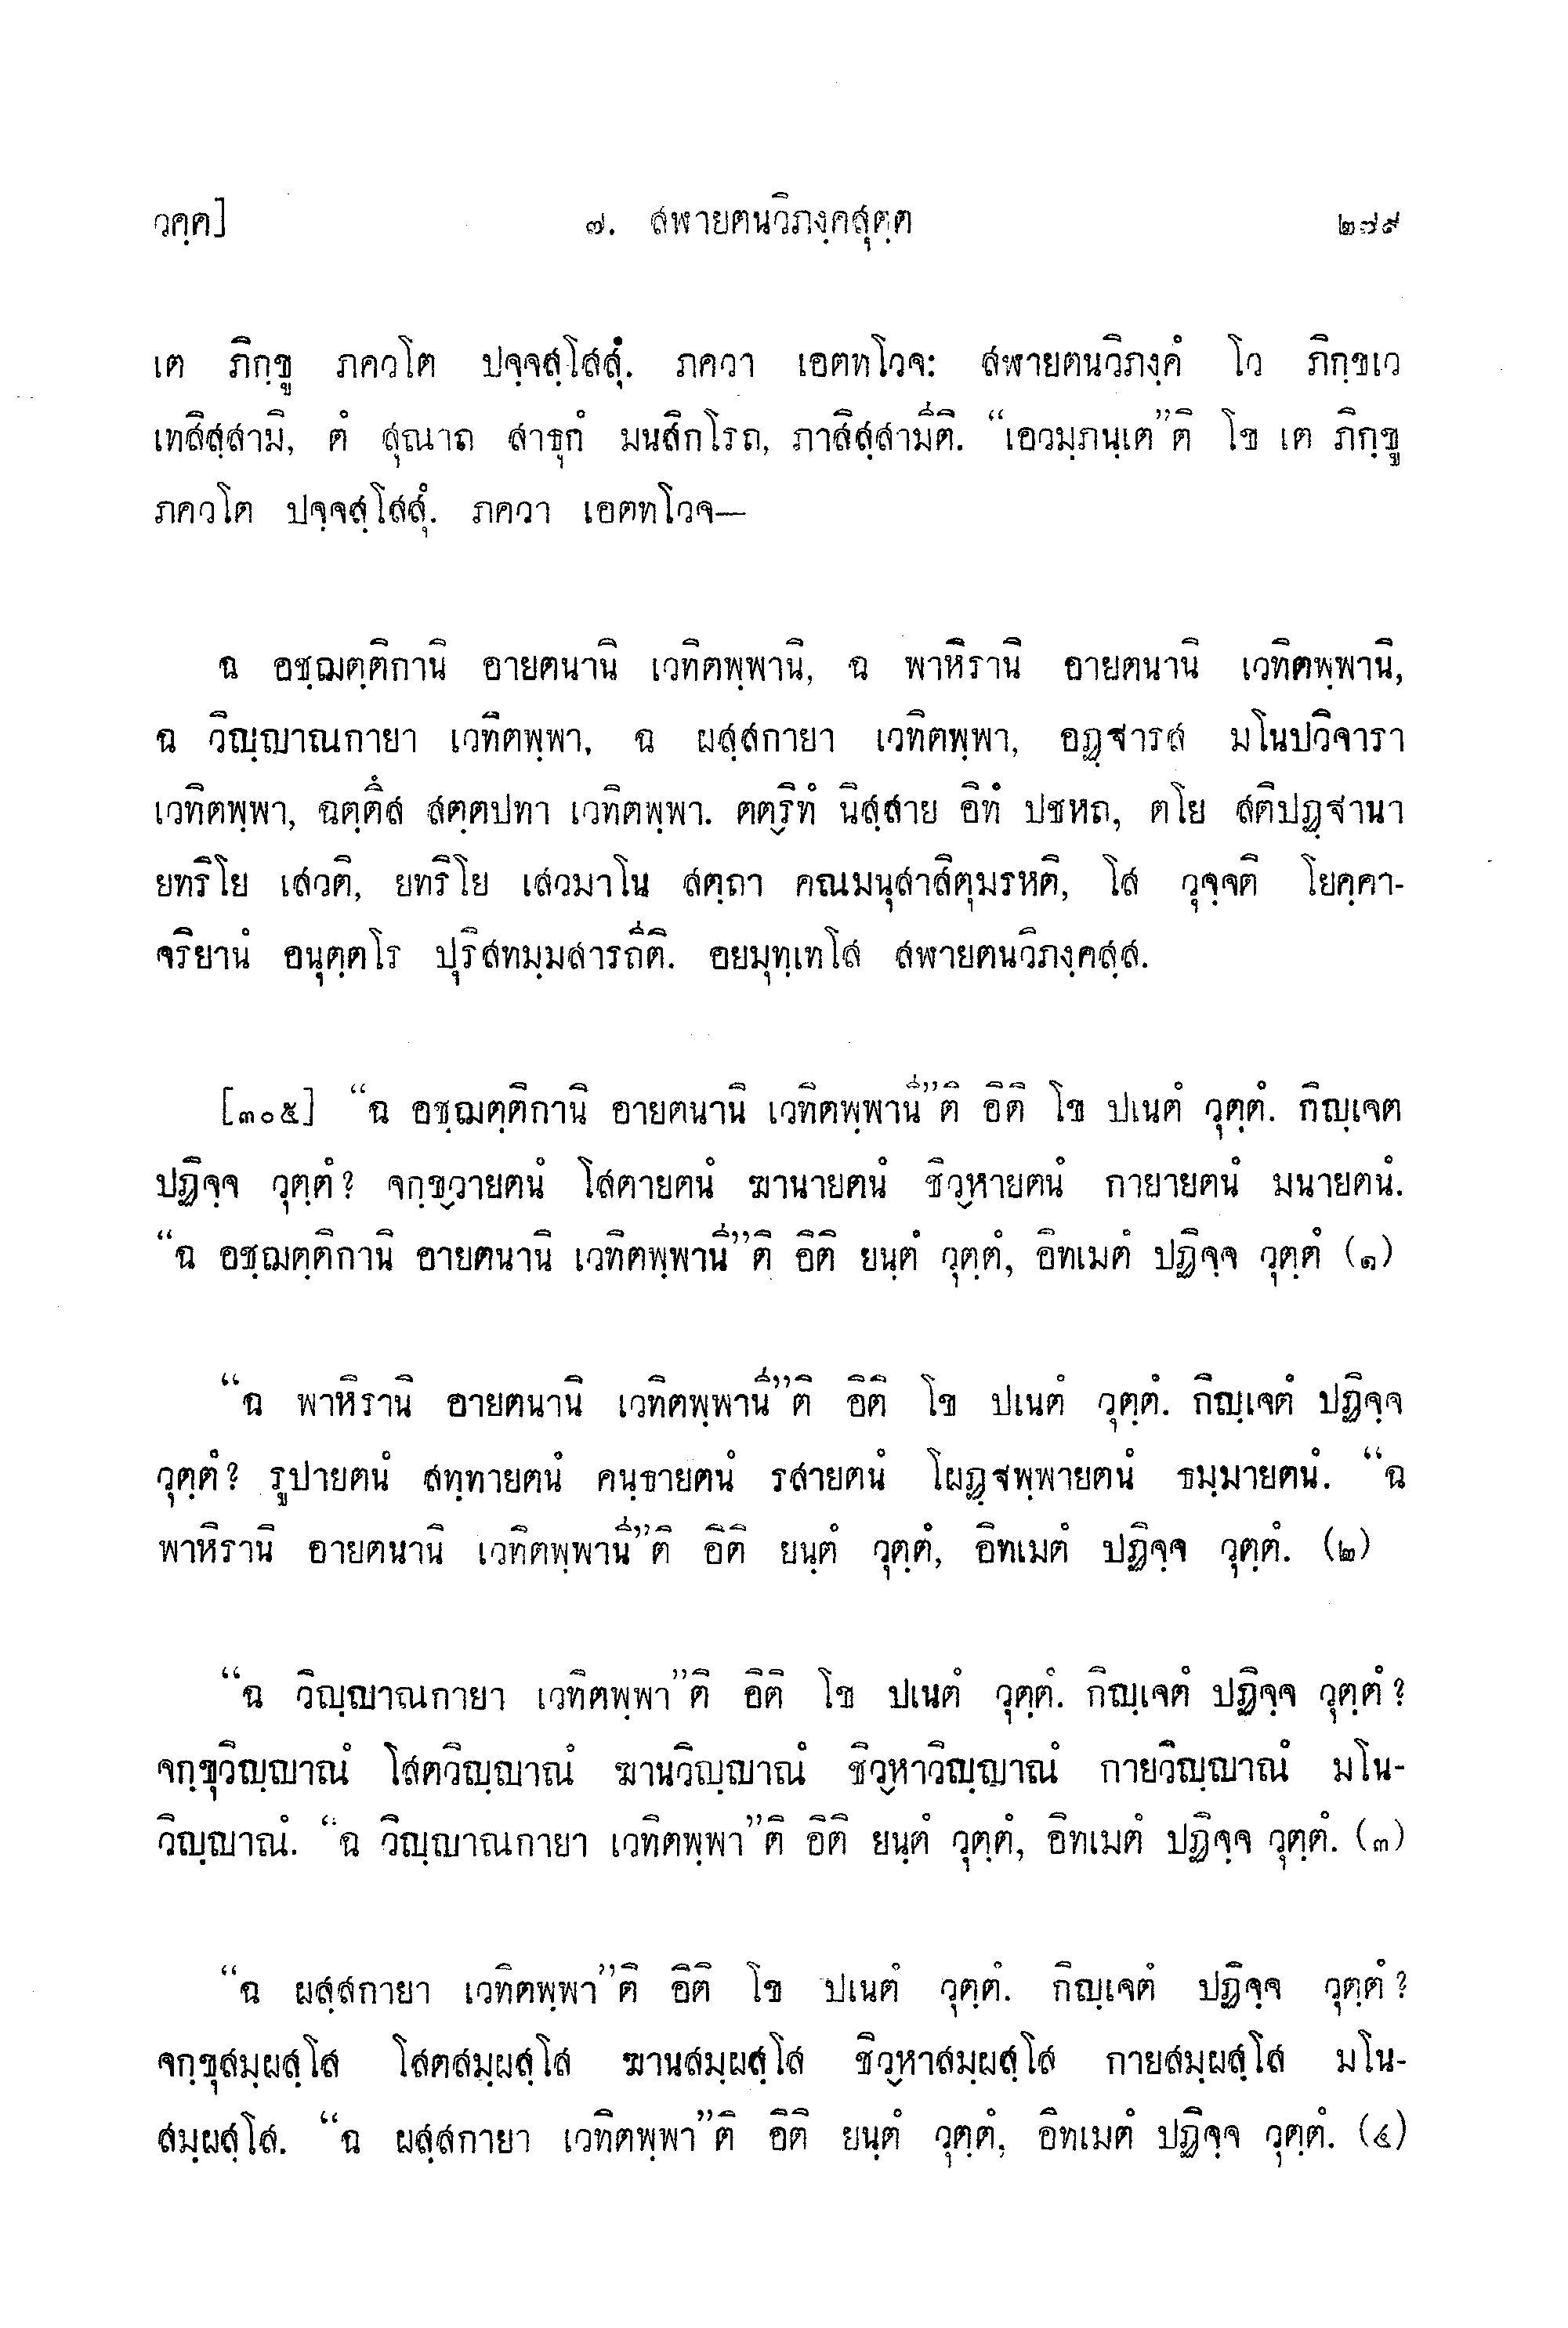 วคฺค] ๗. สฬายตนวิภงฺคสุตฺต ๒๗๙
เต ภิกฺขู ภควโต ปจฺจสฺโสสุํ. ภควา เอตทโวจ: สฬายตนวิภงฺคํ โว ภิกฺขเว
เทสิสฺสามิ, ตํ สุณาถ สาธุกํ มนสิกโรถ, ภาสิสฺสามีติ. “เอวมฺภนฺเต”ติ โข เต ภิกฺขู
ภควโต ปจฺจสฺโสสุํ. ภควา เอตทโวจ—
ฉ อชฺฌตฺติกานิ อายตนานิ เวทิตพฺพานิ, ฉ พาหิรานิ อายตนานิ เวทิตพฺพานิ,
ฉ วิญฺญาณกายา เวทิตพฺพา, ฉ ผสฺสกายา เวทิตพฺพา, อฏฺฐารส มโนปวิจารา
เวทิตพฺพา, ฉตฺตึส สตฺตปทา เวทิตพฺพา. ตตฺริทํ นิสฺสาย อิทํ ปชหถ, ตโย สติปฏฺฐานา
ยทริโย เสวติ, ยทริโย เสวมาโน สตฺถา คณมนุสาสิตุมรหติ, โส วุจฺจติ โยคฺคา-
จริยานํ อนุตฺตโร ปุริสทมฺมสารถีติ. อยมุทฺเทโส สฬายตนวิภงฺคสฺส.
[๓๐๕] “ฉ อชฺฌตฺติกานิ อายตนานิ เวทิตพฺพานี”ติ อิติ โข ปเนตํ วุตฺตํ. กิญฺเจต
ปฏิจฺจ วุตฺตํ? จกฺขฺวายตนํ โสตายตนํ ฆานายตนํ ชิวฺหายตนํ กายายตนํ มนายตนํ.
“ฉ อชฺฌตฺติกานิ อายตนานิ เวทิตพฺพานี”ติ อิติ ยนฺตํ วุตฺตํ, อิทเมตํ ปฏิจฺจ วุตฺตํ (๑)
“ฉ พาหิรานิ อายตนานิ เวทิตพฺพานี”ติ อิติ โข ปเนตํ วุตฺตํ. กิญฺเจตํ ปฏิจฺจ
วุตฺตํ? รูปายตนํ สทฺทายตนํ คนฺธายตนํ รสายตนํ โผฏฺฐพฺพายตนํ ธมฺมายตนํ. “ฉ
พาหิรานิ อายตนานิ เวทิตพฺพานี”ติ อิติ ยนฺตํ วุตฺตํ, อิทเมตํ ปฏิจฺจ วุตฺตํ. (๒)
“ฉ วิญฺญาณกายา เวทิตพฺพา”ติ อิติ โข ปเนตํ วุตฺตํ. กิญฺเจตํ ปฏิจฺจ วุตฺตํ?
จกฺขุวิญฺญาณํ โสตวิญฺญาณํ ฆานวิญฺญาณํ ชิวฺหาวิญฺญาณํ กายวิญฺญาณํ มโน-
วิญฺญาณํ. “ฉ วิญฺญาณกายา เวทิตพฺพา”ติ อิติ ยนฺตํ วุตฺตํ, อิทเมตํ ปฏิจฺจ วุตฺตํ. (๓)
“ฉ ผสฺสกายา เวทิตพฺพา”ติ อิติ โข ปเนตํ วุตฺตํ. กิญฺเจตํ ปฏิจฺจ วุตฺตํ?
จกฺขุสมฺผสฺโส โสตสมฺผสฺโส ฆานสมฺผสฺโส ชิวฺหาสมฺผสฺโส กายสมฺผสฺโส มโน-
สมฺผสฺโส. “ฉ ผสฺสกายา เวทิตพฺพา”ติ อิติ ยนฺตํ วุตฺตํ, อิทเมตํ ปฏิจฺจ วุตฺตํ. (๔)